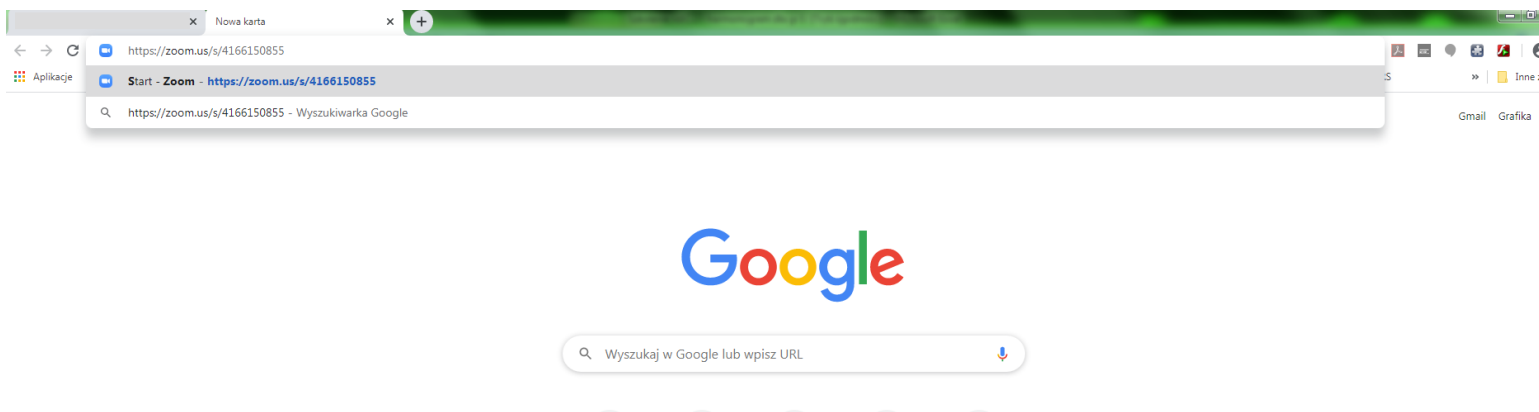 Nowa karta
https://zoom.us/s/4166150855
Aplikacje
Start - Zoom - https://zoom.us/s/4166150855
Inne
https://zoom.us/s/4166150855 - Wyszukiwarka Google
Gmail Grafika
Google
Wyszukaj w Google lub wpisz URL